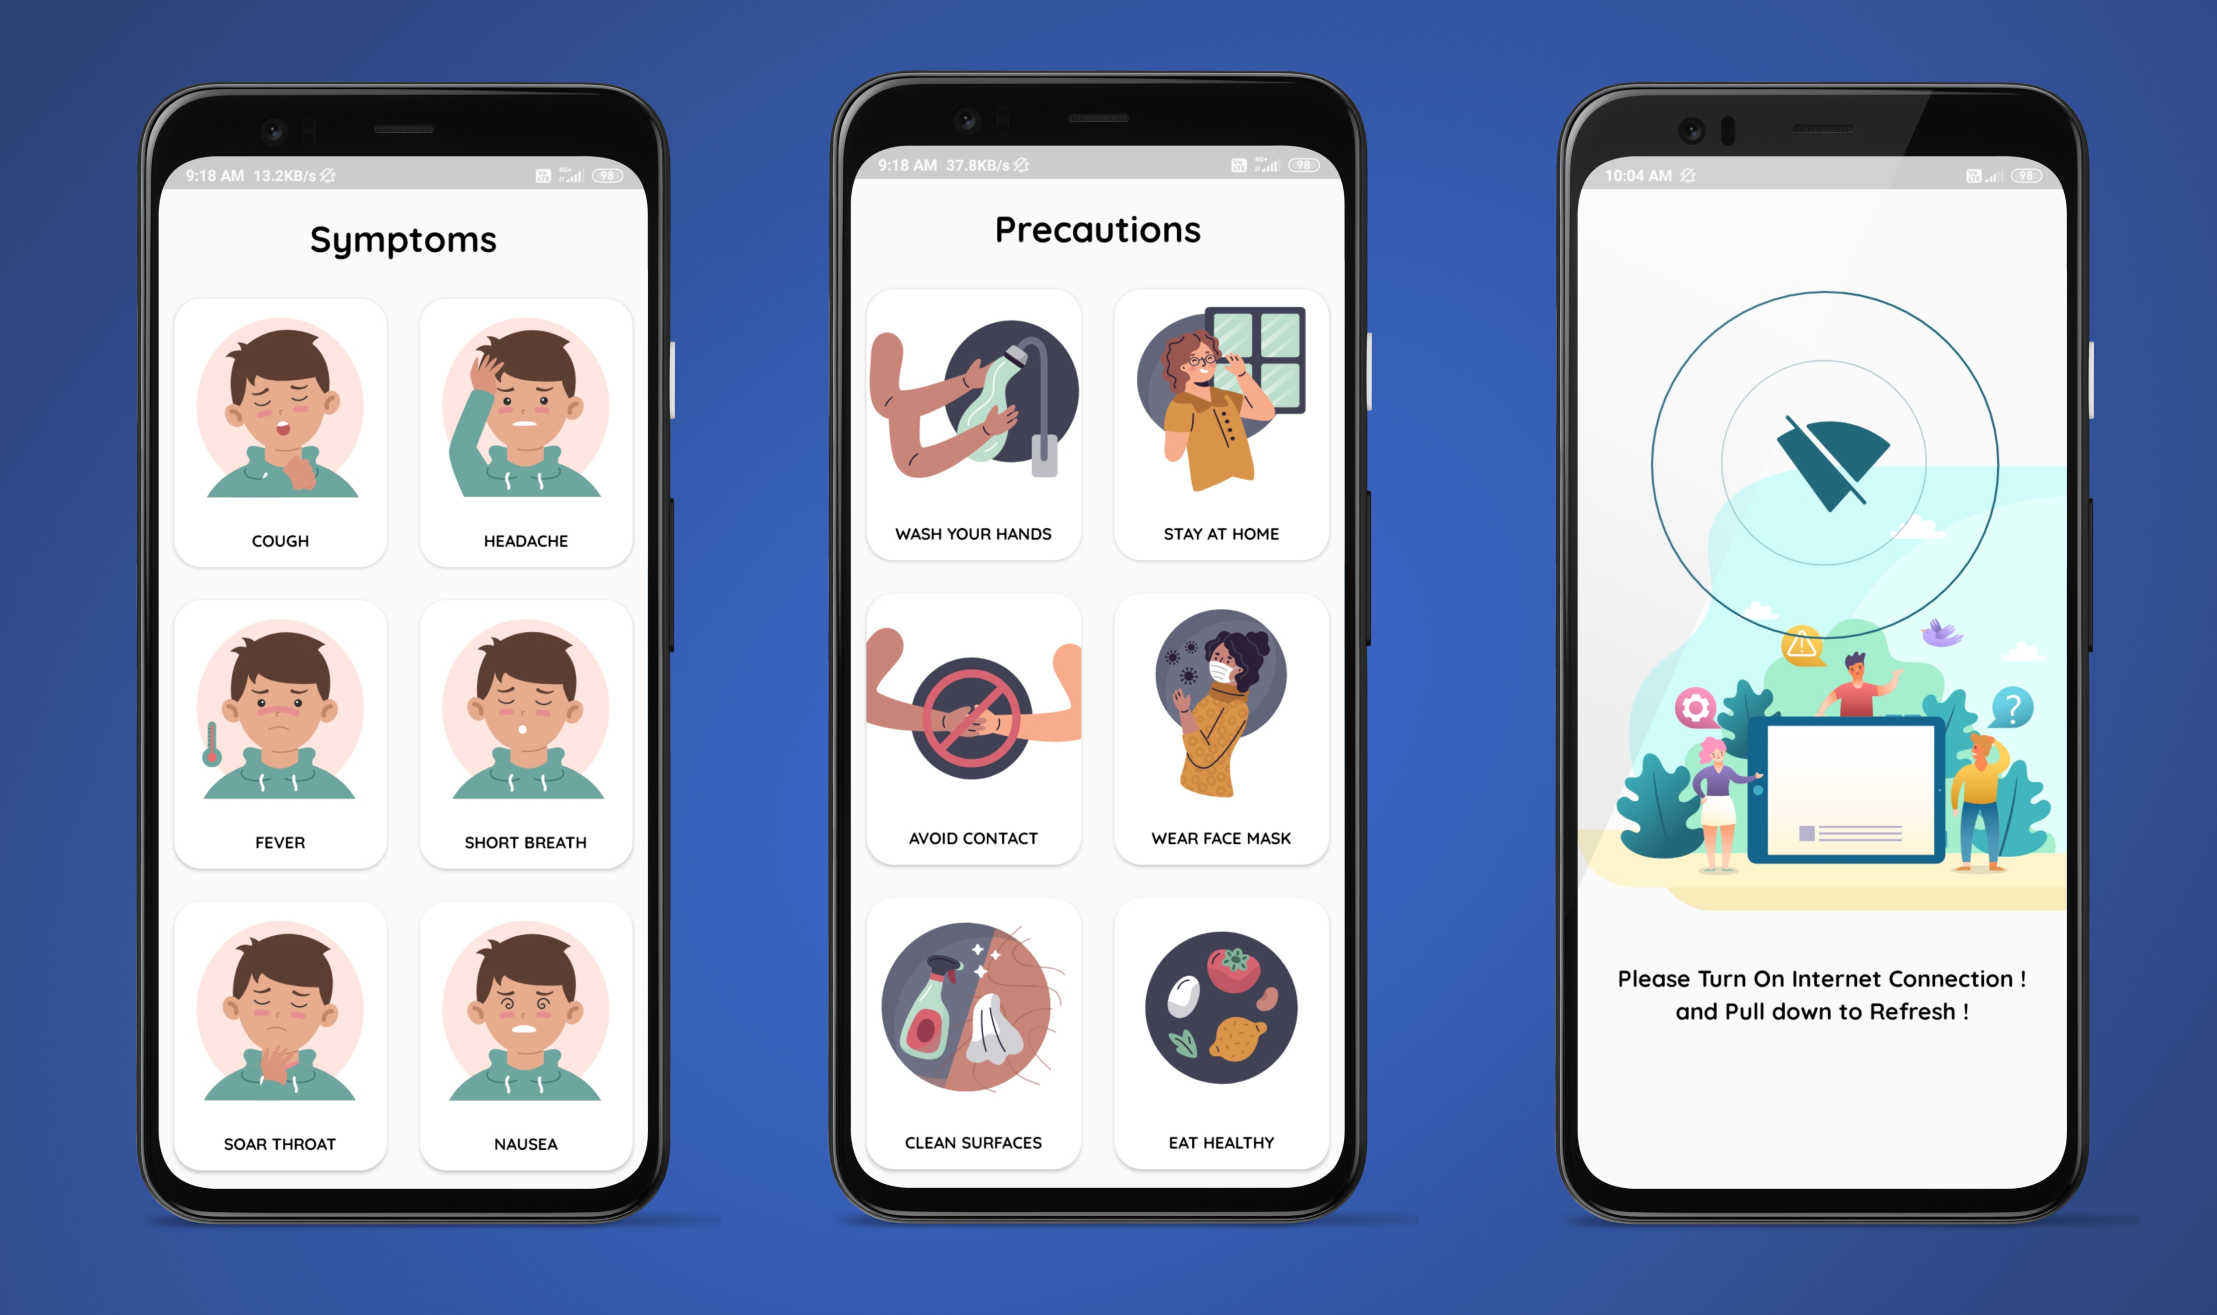 9:18 AM 13.2KB/s 4G+ 98
Symptoms
COUGH
HEADACHE
FEVER
SHORT BREATH
SOAR THROAT
NAUSEA
9:18 AM 37.8KB/s 4G+ 98
Precautions
WASH YOUR HANDS
STAY AT HOME
AVOID CONTACT
WEAR FACE MASK
CLEAN SURFACES
EAT HEALTHY
10:04 AM 98
?
Please Turn On Internet Connection !
and Pull down to Refresh !